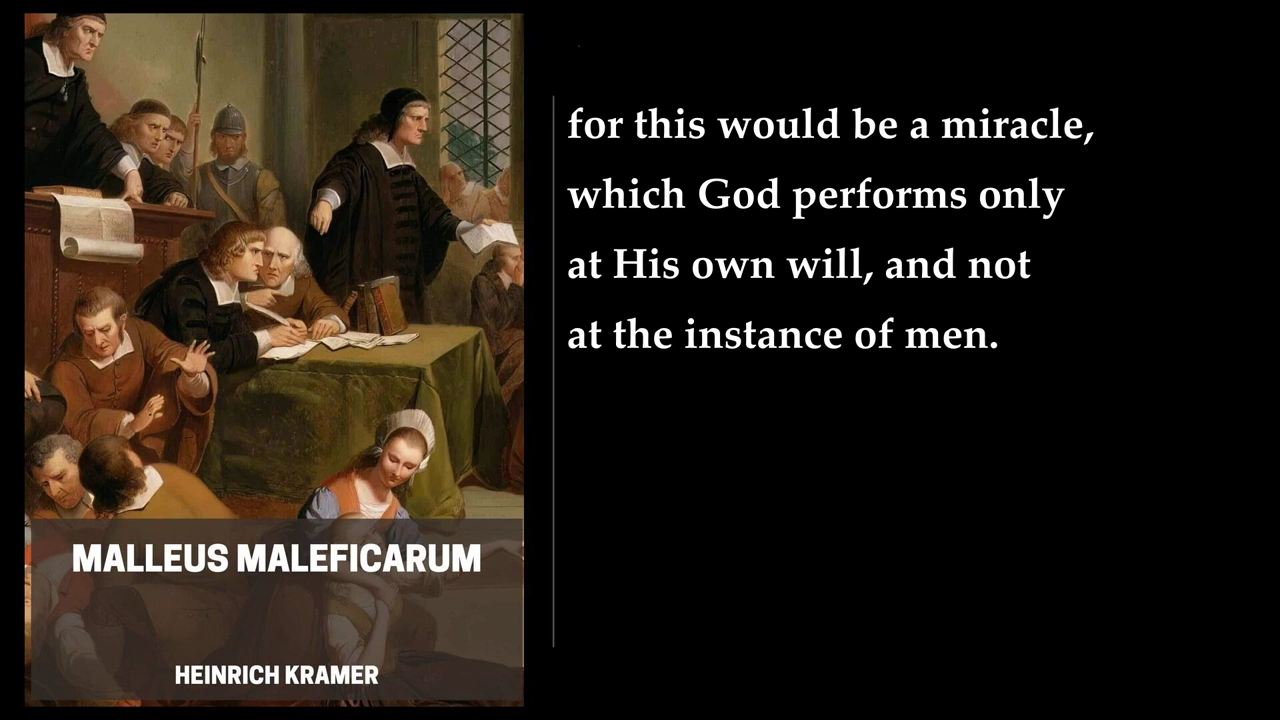 for this would be a miracle,
which God performs only
at His own will, and not
at the instance of men.
MALLEUS MALEFICARUM
HEINRICH KRAMER